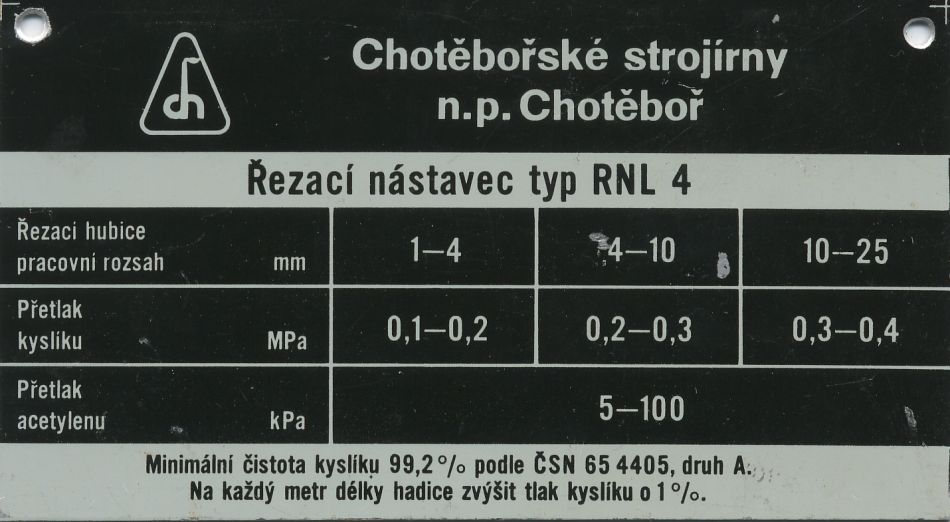 Chotěbořské strojírny
n.p. Chotěboř
ch
Řezací nástavec typ RNL 4
Řezací hubice
pracovní rozsah mm 1–4 4–10 10–25
Přetlak
kyslíku MPa 0,1–0,2 0,2–0,3 0,3–0,4
Přetlak
acetylenu kPa 5–100
Minimální čistota kyslíku 99,2% podle ČSN 65 4405, druh A.
Na každý metr délky hadice zvýšit tlak kyslíku o 1%.